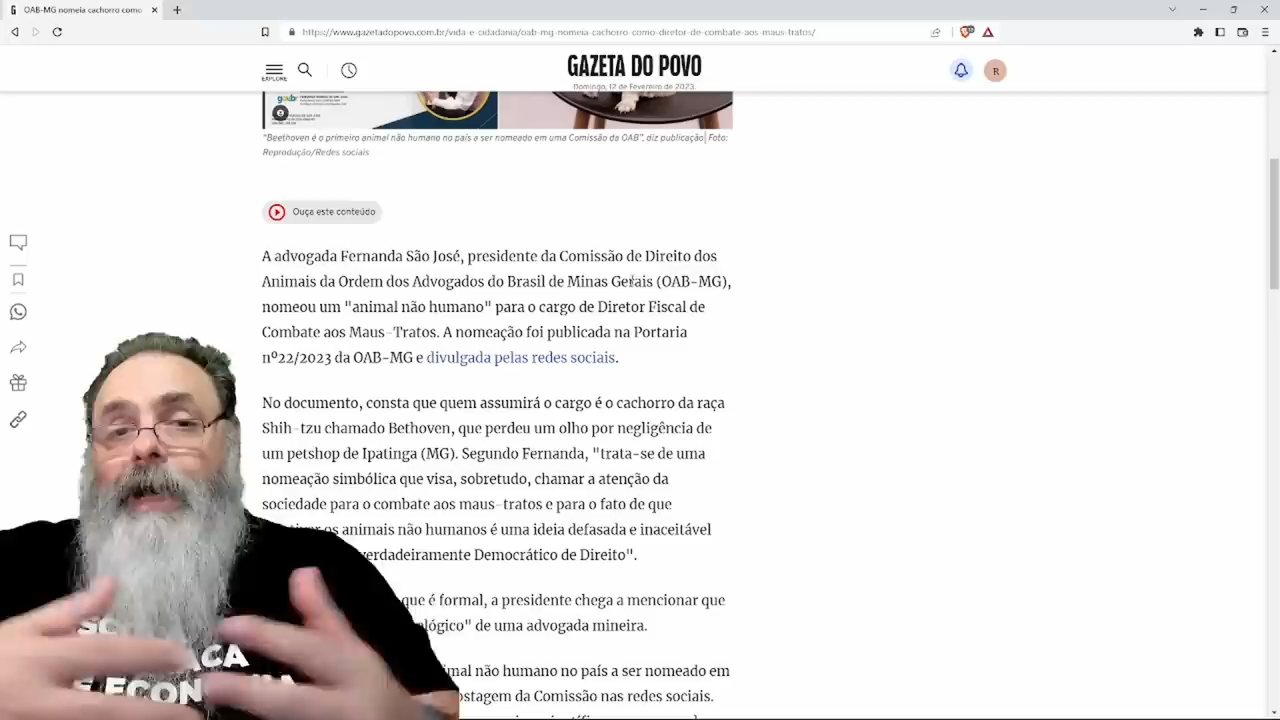 OAB-MG nomeia cachorro como
https://www.gazetadopovo.com.br/vida-e-cidadania/oab-mg-nomeia-cachorro-como-diretor-de-combate-aos-maus-tratos/
EXPLORE
GAZETA DO POVO
Domingo, 12 de Fevereiro de 2023.
R
"Beethoven é o primeiro animal não humano no país a ser nomeado em uma Comissão da OAB", diz publicação| Foto:
Reprodução/Redes sociais
Ouça este conteúdo
A advogada Fernanda São José, presidente da Comissão de Direito dos
Animais da Ordem dos Advogados do Brasil de Minas Gerais (OAB-MG),
nomeou um "animal não humano" para o cargo de Diretor Fiscal de
Combate aos Maus-Tratos. A nomeação foi publicada na Portaria
nº22/2023 da OAB-MG e divulgada pelas redes sociais.
No documento, consta que quem assumirá o cargo é o cachorro da raça
Shih-tzu chamado Bethoven, que perdeu um olho por negligência de
um petshop de Ipatinga (MG). Segundo Fernanda, "trata-se de uma
nomeação simbólica que visa, sobretudo, chamar a atenção da
sociedade para o combate aos maus-tratos e para o fato de que
os animais não humanos é uma ideia defasada e inaceitável
verdadeiramente Democrático de Direito".
que é formal, a presidente chega a mencionar que
lógico" de uma advogada mineira.
mal não humano no país a ser nomeado em
ostagem da Comissão nas redes sociais.